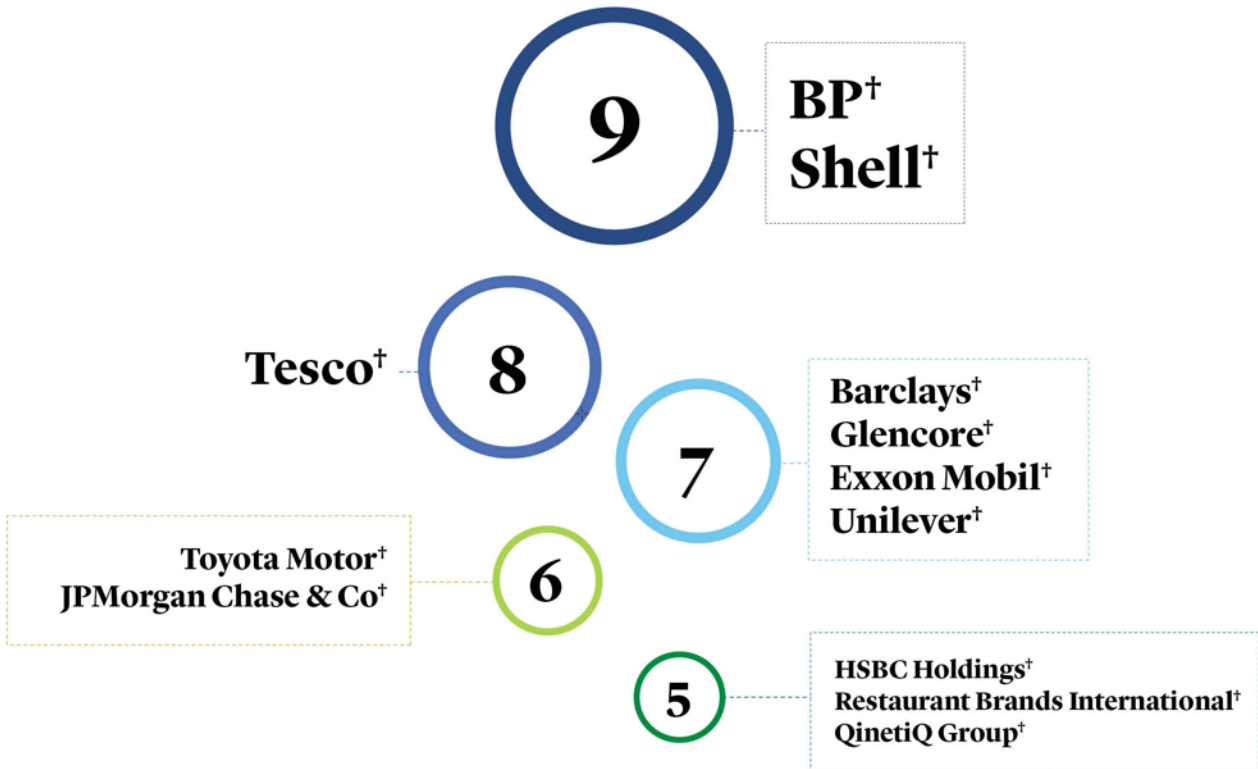 9
BP†
Shell†
Tesco†
8
7
Barclays†
Glencore†
Exxon Mobil†
Unilever†
Toyota Motor†
JPMorgan Chase & Co†
6
5
HSBC Holdings†
Restaurant Brands International†
QinetiQ Group†